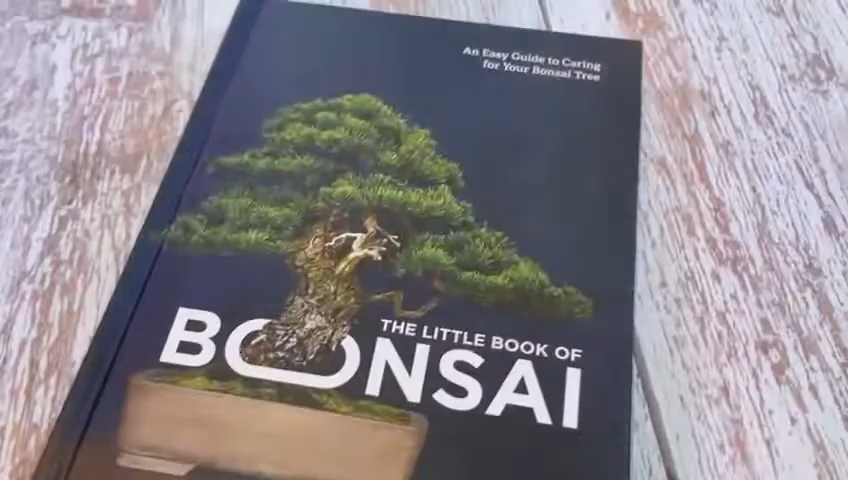 An Easy Guide to Caring
for Your Bonsai Tree
THE LITTLE BOOK OF
BONSAI